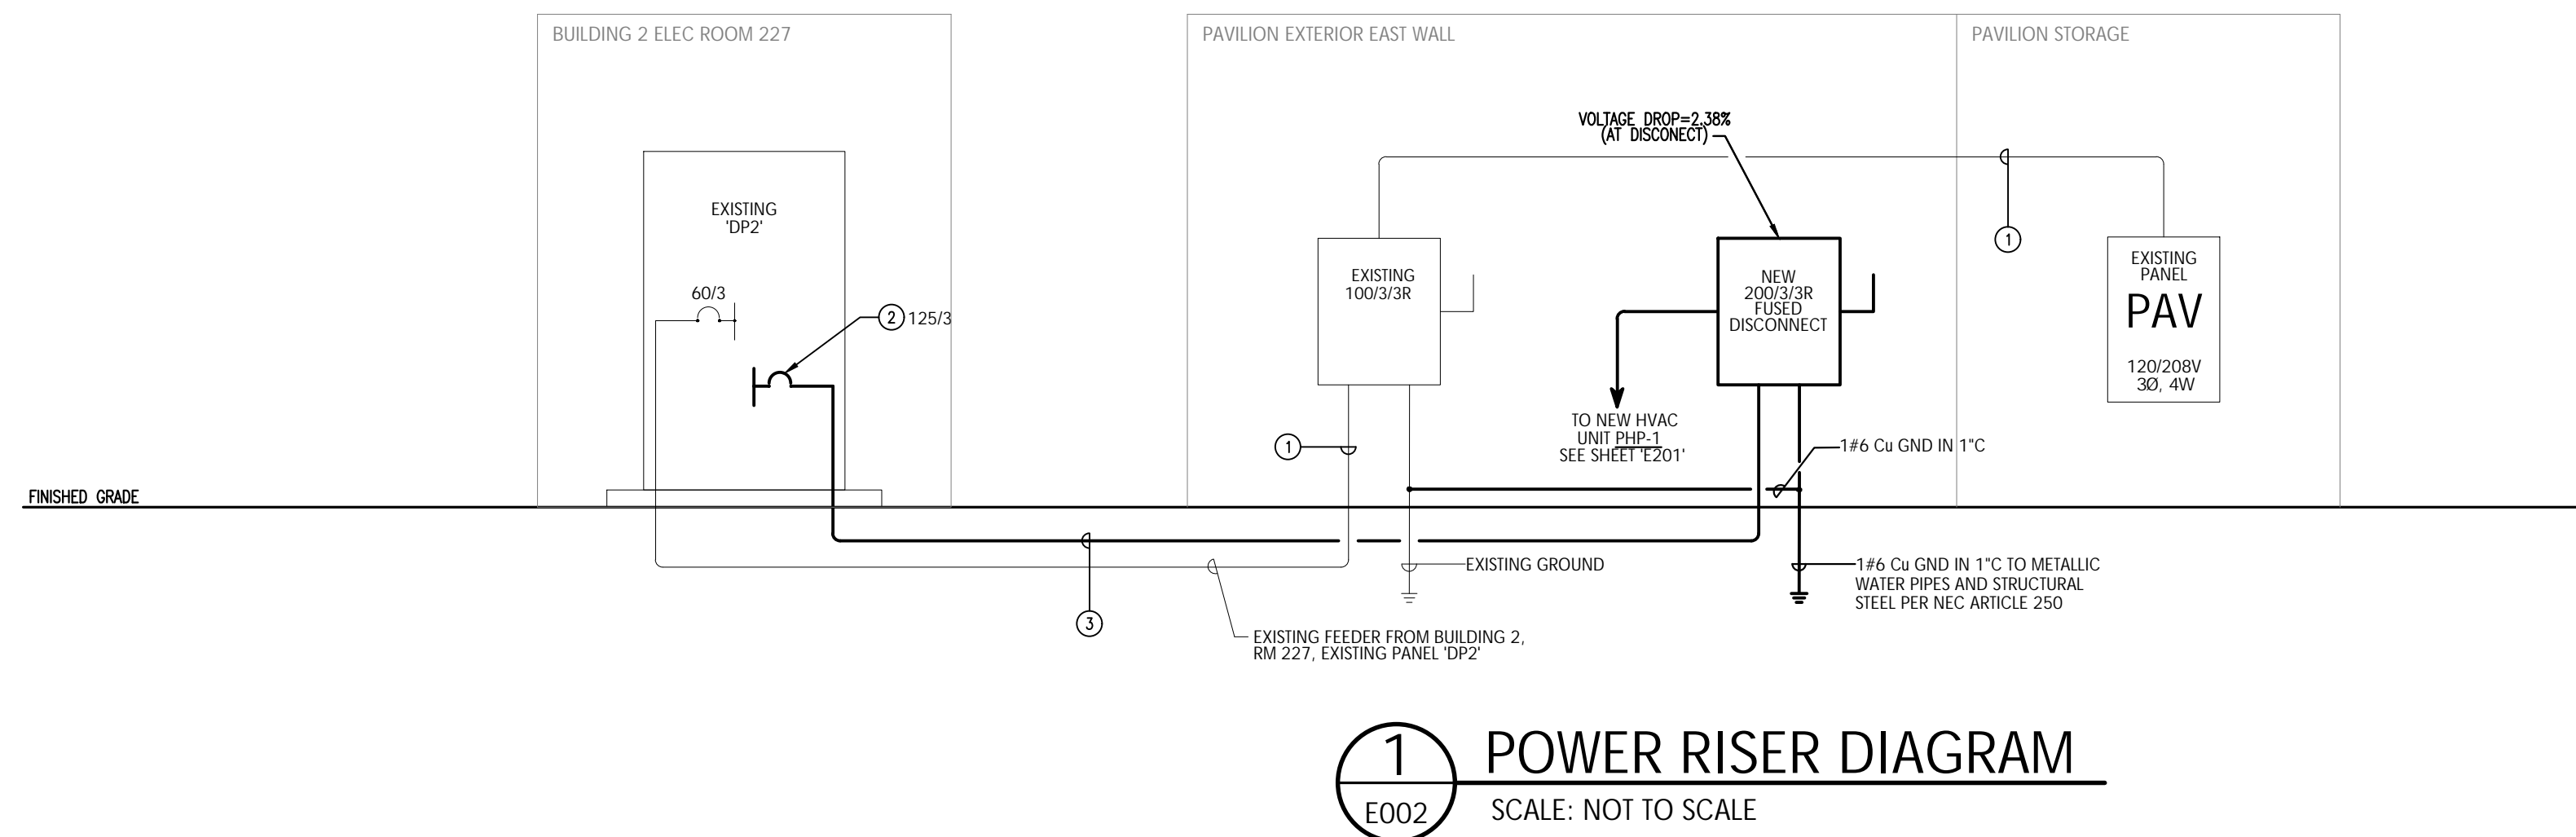 BUILDING 2 ELEC ROOM 227
PAVILION EXTERIOR EAST WALL
PAVILION STORAGE
VOLTAGE DROP=2.38%
(AT DISCONECT)
EXISTING
'DP2'
60/3
2
125/3
EXISTING
100/3/3R
NEW
200/3/3R
FUSED
DISCONNECT
1
EXISTING
PANEL
PAV
120/208V
3Ø, 4W
TO NEW HVAC
UNIT PHP-1
SEE SHEET 'E201'
1
1#6 Cu GND IN 1"C
FINISHED GRADE
EXISTING GROUND
1#6 Cu GND IN 1"C TO METALLIC
WATER PIPES AND STRUCTURAL
STEEL PER NEC ARTICLE 250
3
EXISTING FEEDER FROM BUILDING 2,
RM 227, EXISTING PANEL 'DP2'
1
E002
POWER RISER DIAGRAM
SCALE: NOT TO SCALE